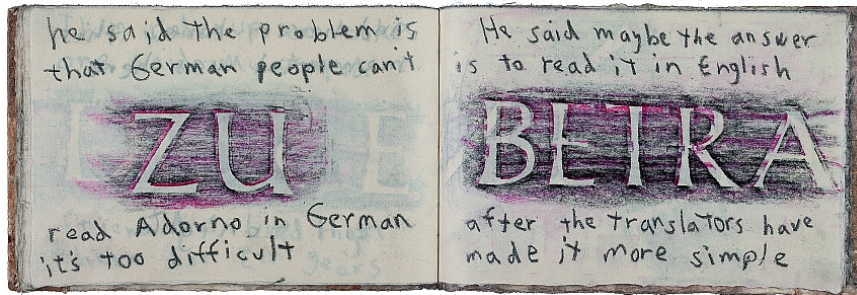 he said the problem is
that German people can't
ZU
read Adorno in German
it's too difficult
He said maybe the answer
is to read it in English
BETRA
after the translators have
made it more simple